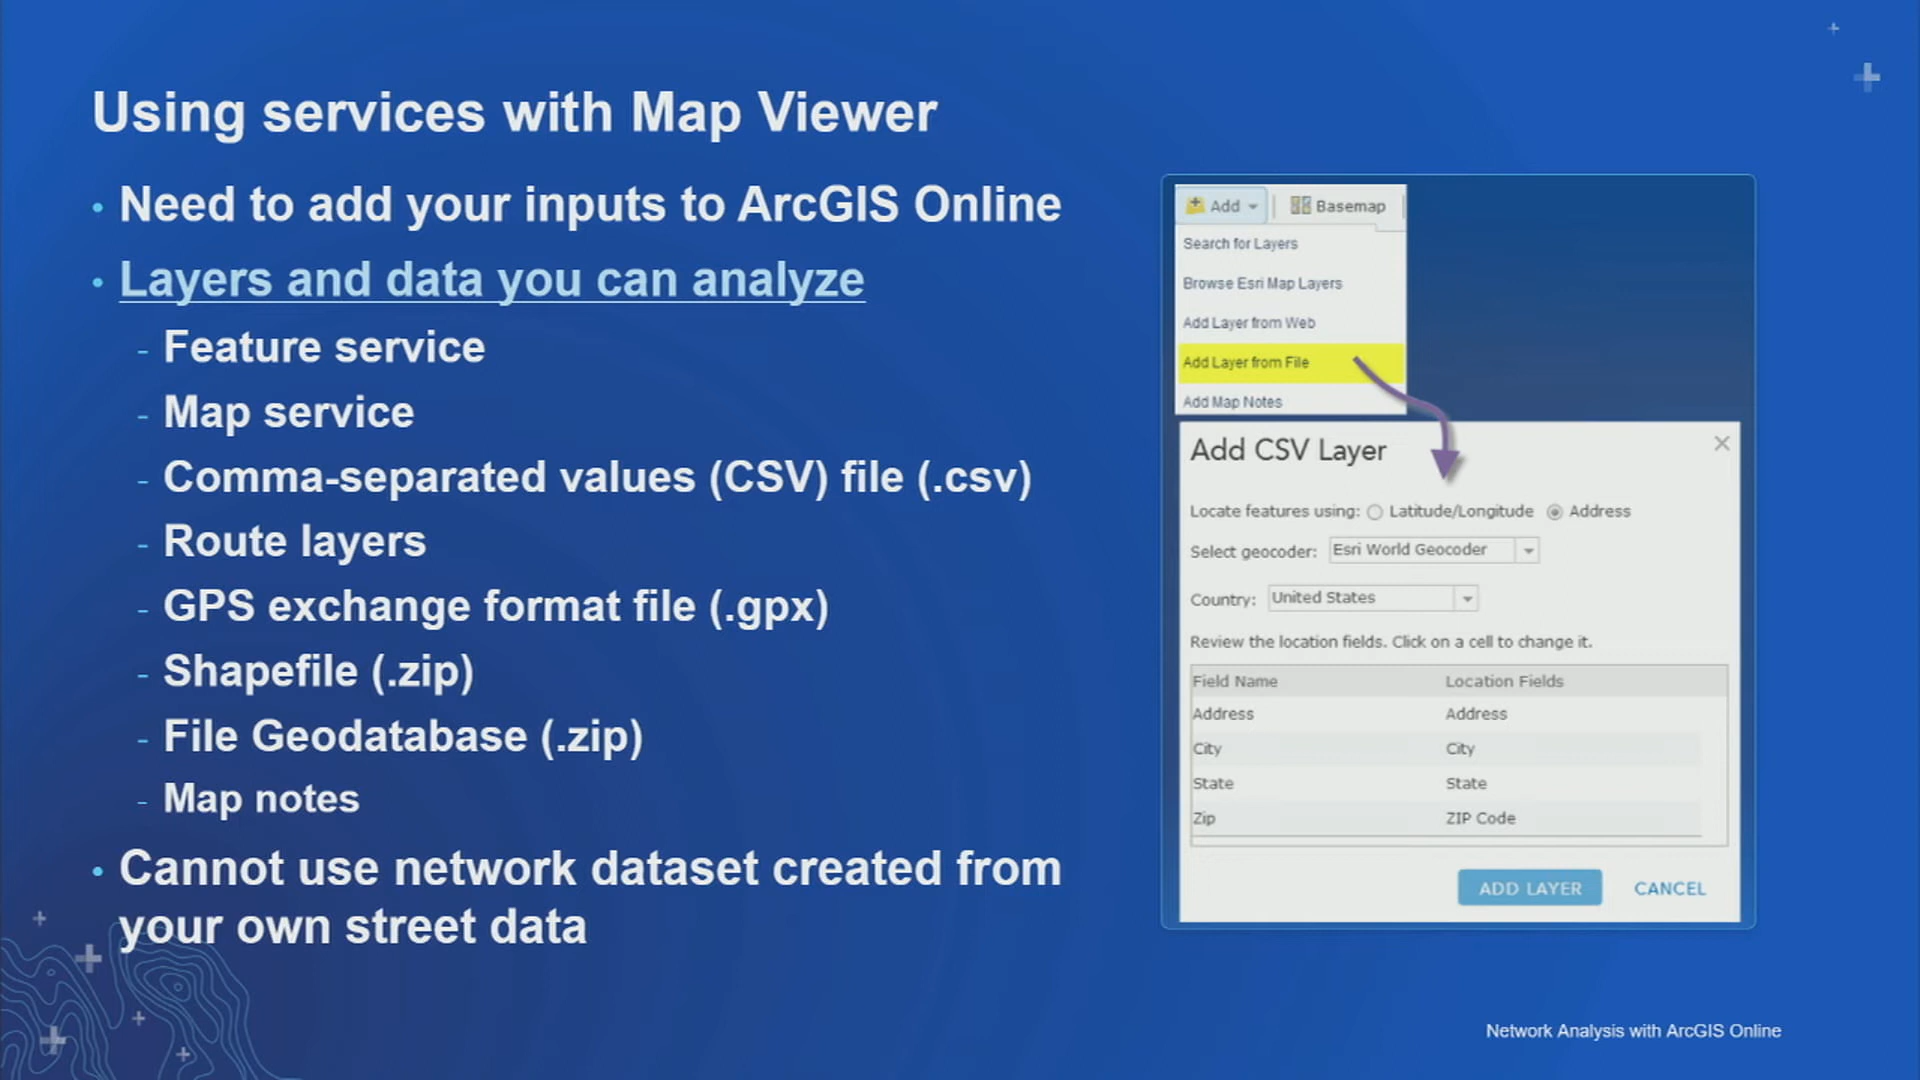 Using services with Map Viewer
• Need to add your inputs to ArcGIS Online
• Layers and data you can analyze
- Feature service
- Map service
- Comma-separated values (CSV) file (.csv)
- Route layers
- GPS exchange format file (.gpx)
- Shapefile (.zip)
- File Geodatabase (.zip)
- Map notes
• Cannot use network dataset created from
your own street data
Add Basemap
Search for Layers
Browse Esri Map Layers
Add Layer from Web
Add Layer from File
Add Map Notes
Add CSV Layer
Locate features using: Latitude/Longitude Address
Select geocoder: Esri World Geocoder
Country: United States
Review the location fields. Click on a cell to change it.
Field Name Location Fields
Address Address
City City
State State
Zip ZIP Code
ADD LAYER CANCEL
Network Analysis with ArcGIS Online